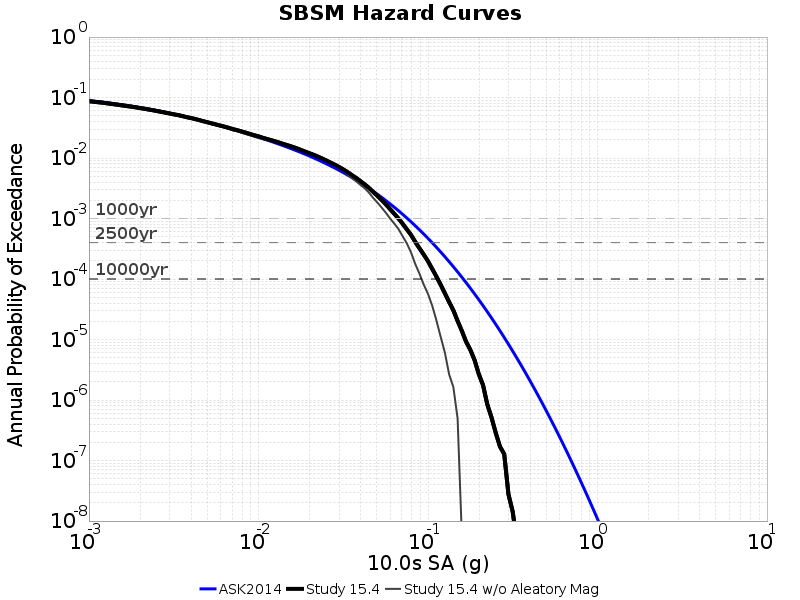 SBSM Hazard Curves
Annual Probability of Exceedance
10^0
10^-1
10^-2
10^-3
10^-4
10^-5
10^-6
10^-7
10^-8
1000yr
2500yr
10000yr
10^-3 10^-2 10^-1 10^0 10^1
10.0s SA (g)
ASK2014 Study 15.4 Study 15.4 w/o Aleatory Mag